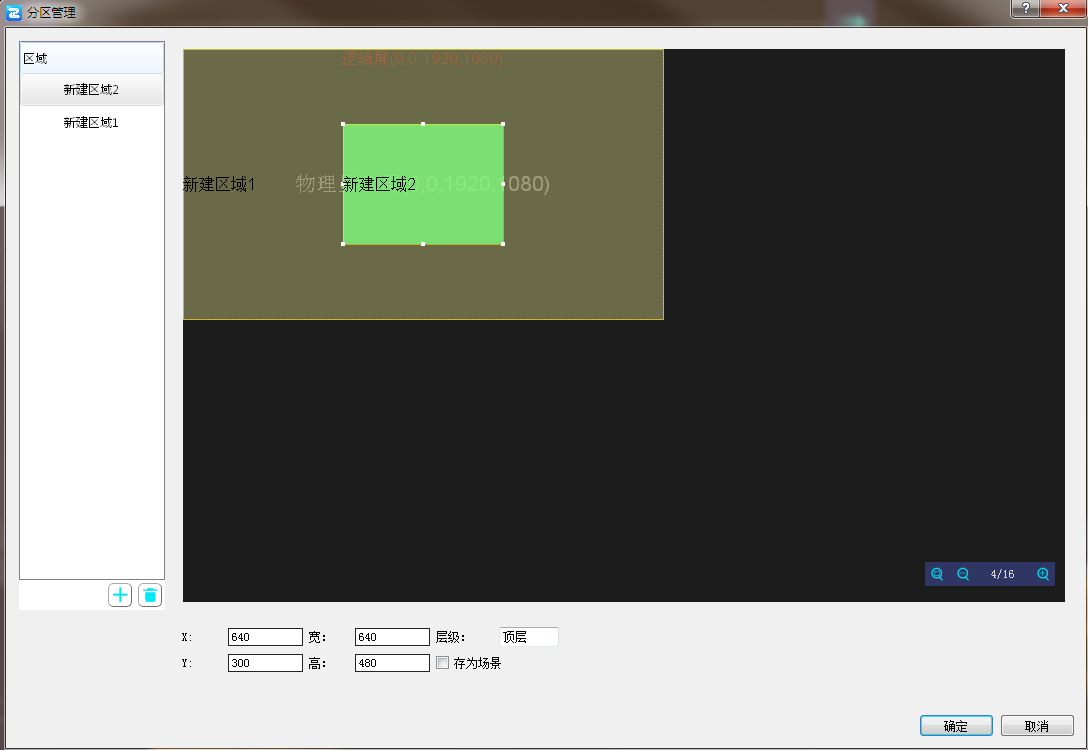 分区管理
区域
新建区域2
新建区域1
逻辑屏(0,0,1920,1080)
新建区域1
物理
新建区域2
,0,1920,1080)
4/16
X:
640
宽:
640
层级:
顶层
Y:
300
高:
480
存为场景
确定
取消